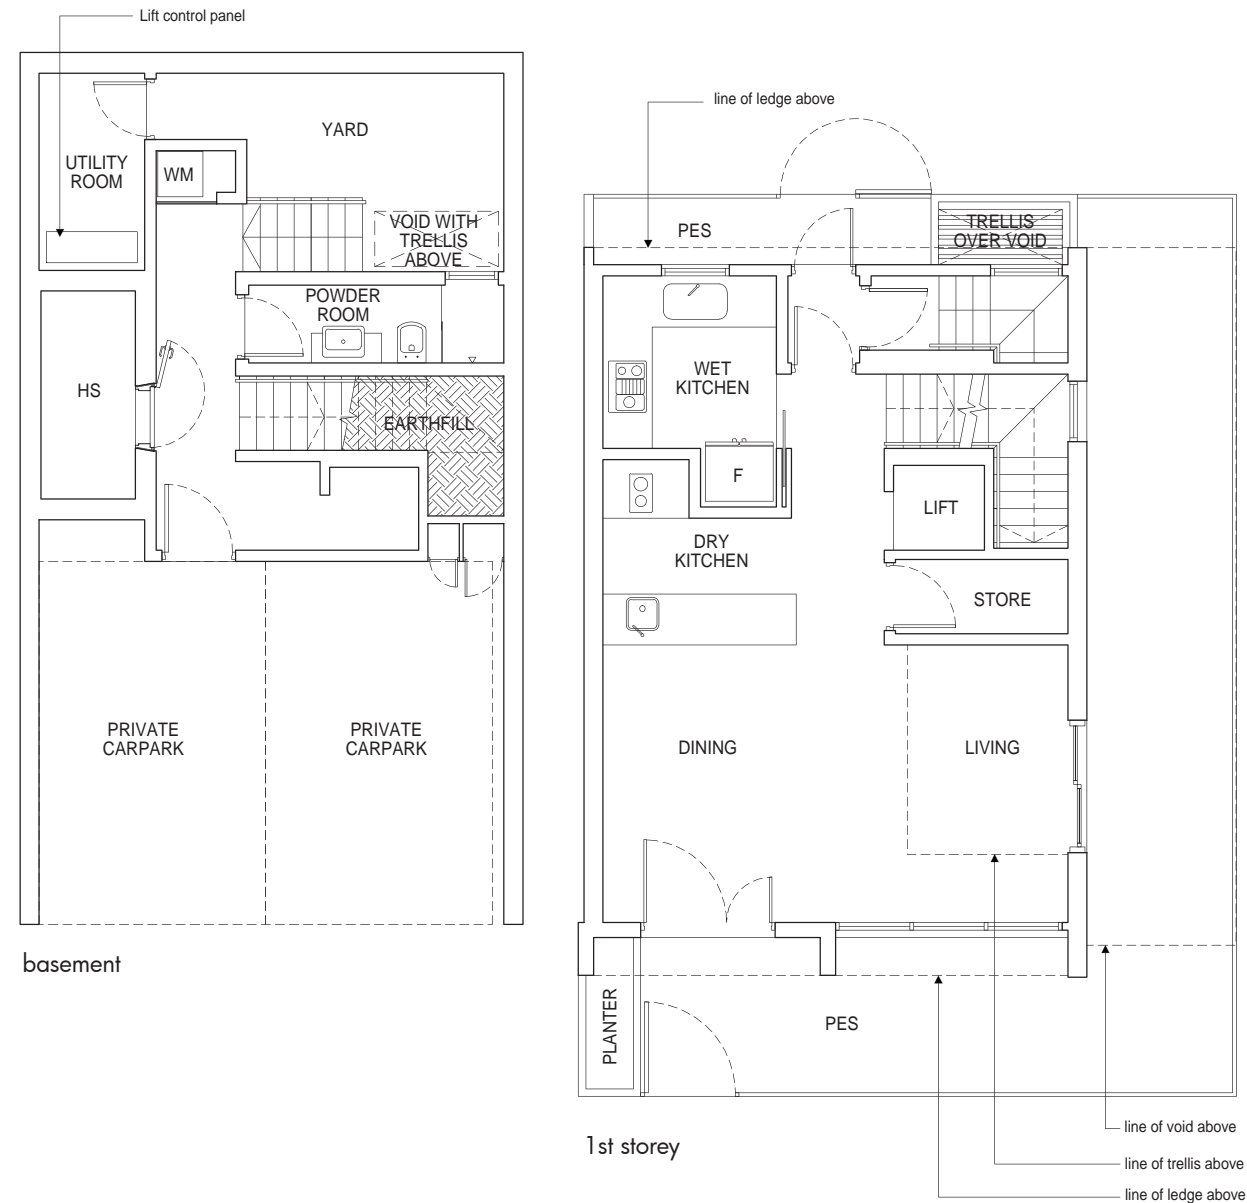 Lift control panel
YARD
UTILITY
ROOM
WM
VOID WITH
TRELLIS
ABOVE
POWDER
ROOM
HS
EARTHFILL
PRIVATE
CARPARK
PRIVATE
CARPARK
basement
line of ledge above
PES
TRELLIS
OVER VOID
WET
KITCHEN
F
LIFT
DRY
KITCHEN
STORE
DINING
LIVING
PLANTER
PES
1st storey
line of void above
line of trellis above
line of ledge above